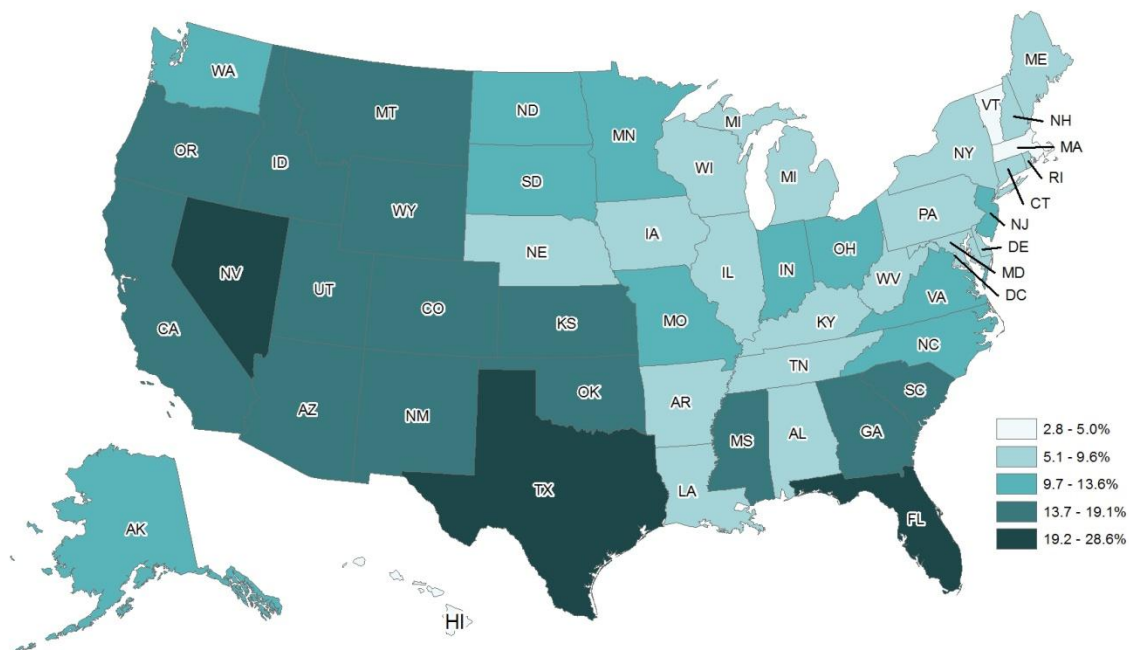 WA
MT
ND
MN
ME
VT
NH
MA
RI
CT
NJ
DE
MD
DC
OR
ID
WY
SD
WI
MI
MI
NY
PA
NE
IA
IL
IN
OH
WV
VA
NV
UT
CO
KS
MO
KY
CA
NC
TN
AZ
NM
OK
AR
SC
MS
AL
GA
TX
LA
FL
AK
HI
2.8 - 5.0%
5.1 - 9.6%
9.7 - 13.6%
13.7 - 19.1%
19.2 - 28.6%